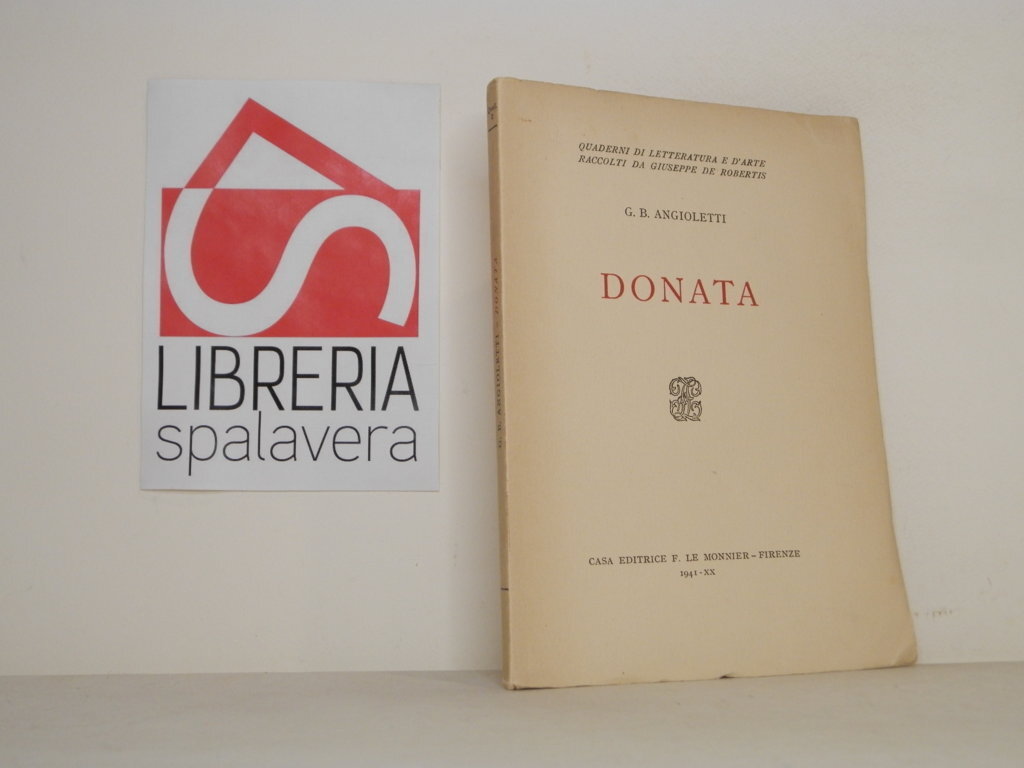 LIBRERIA
spalavera
G. B. ANGIOLETTI - DONATA
QUADERNI DI LETTERATURA E D'ARTE
RACCOLTI DA GIUSEPPE DE ROBERTIS
G. B. ANGIOLETTI
DONATA
CASA EDITRICE F. LE MONNIER - FIRENZE
1941 - XX